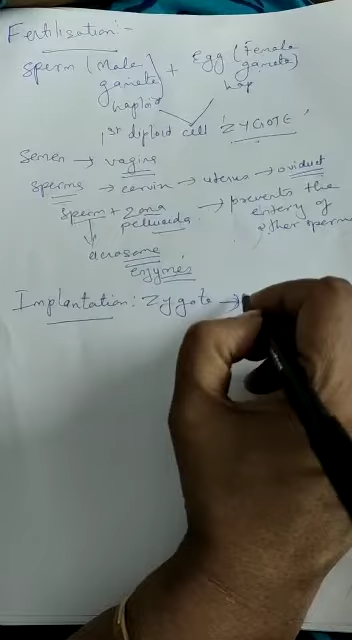 Fertilisation:-
Sperm (Male gamete) + Egg (Female gamete)
haploid hap
1st diploid cell 'ZYGOTE'
Semen → vagina
Sperms → cervix → uterus → oviduct
Sperm + Zona pellucida → prevents the entery of other sperms
acrosome
enzymes
Implantation: Zygote →